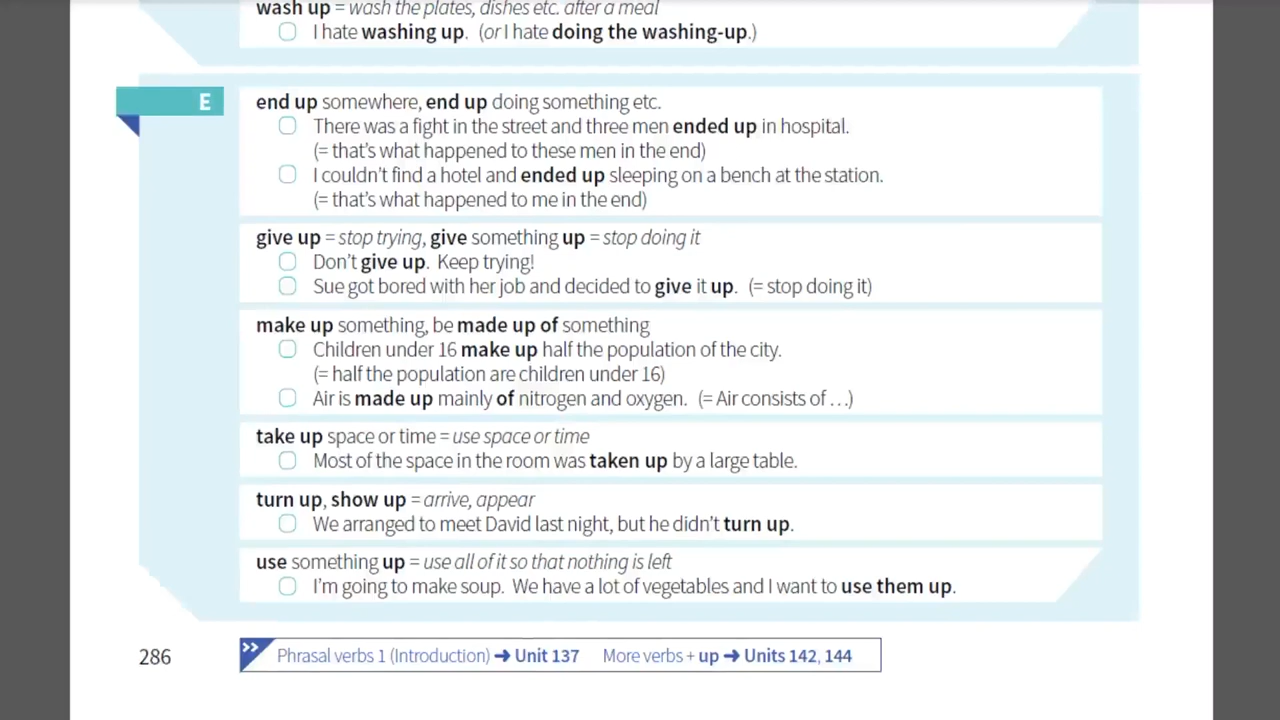 wash up = wash the plates, dishes etc. after a meal
I hate washing up. (or I hate doing the washing-up.)
E
end up somewhere, end up doing something etc.
There was a fight in the street and three men ended up in hospital.
(= that's what happened to these men in the end)
I couldn't find a hotel and ended up sleeping on a bench at the station.
(= that's what happened to me in the end)
give up = stop trying, give something up = stop doing it
Don't give up. Keep trying!
Sue got bored with her job and decided to give it up. (= stop doing it)
make up something, be made up of something
Children under 16 make up half the population of the city.
(= half the population are children under 16)
Air is made up mainly of nitrogen and oxygen. (= Air consists of …)
take up space or time = use space or time
Most of the space in the room was taken up by a large table.
turn up, show up = arrive, appear
We arranged to meet David last night, but he didn't turn up.
use something up = use all of it so that nothing is left
I'm going to make soup. We have a lot of vegetables and I want to use them up.
286
Phrasal verbs 1 (Introduction) ➜ Unit 137 More verbs + up ➜ Units 142, 144